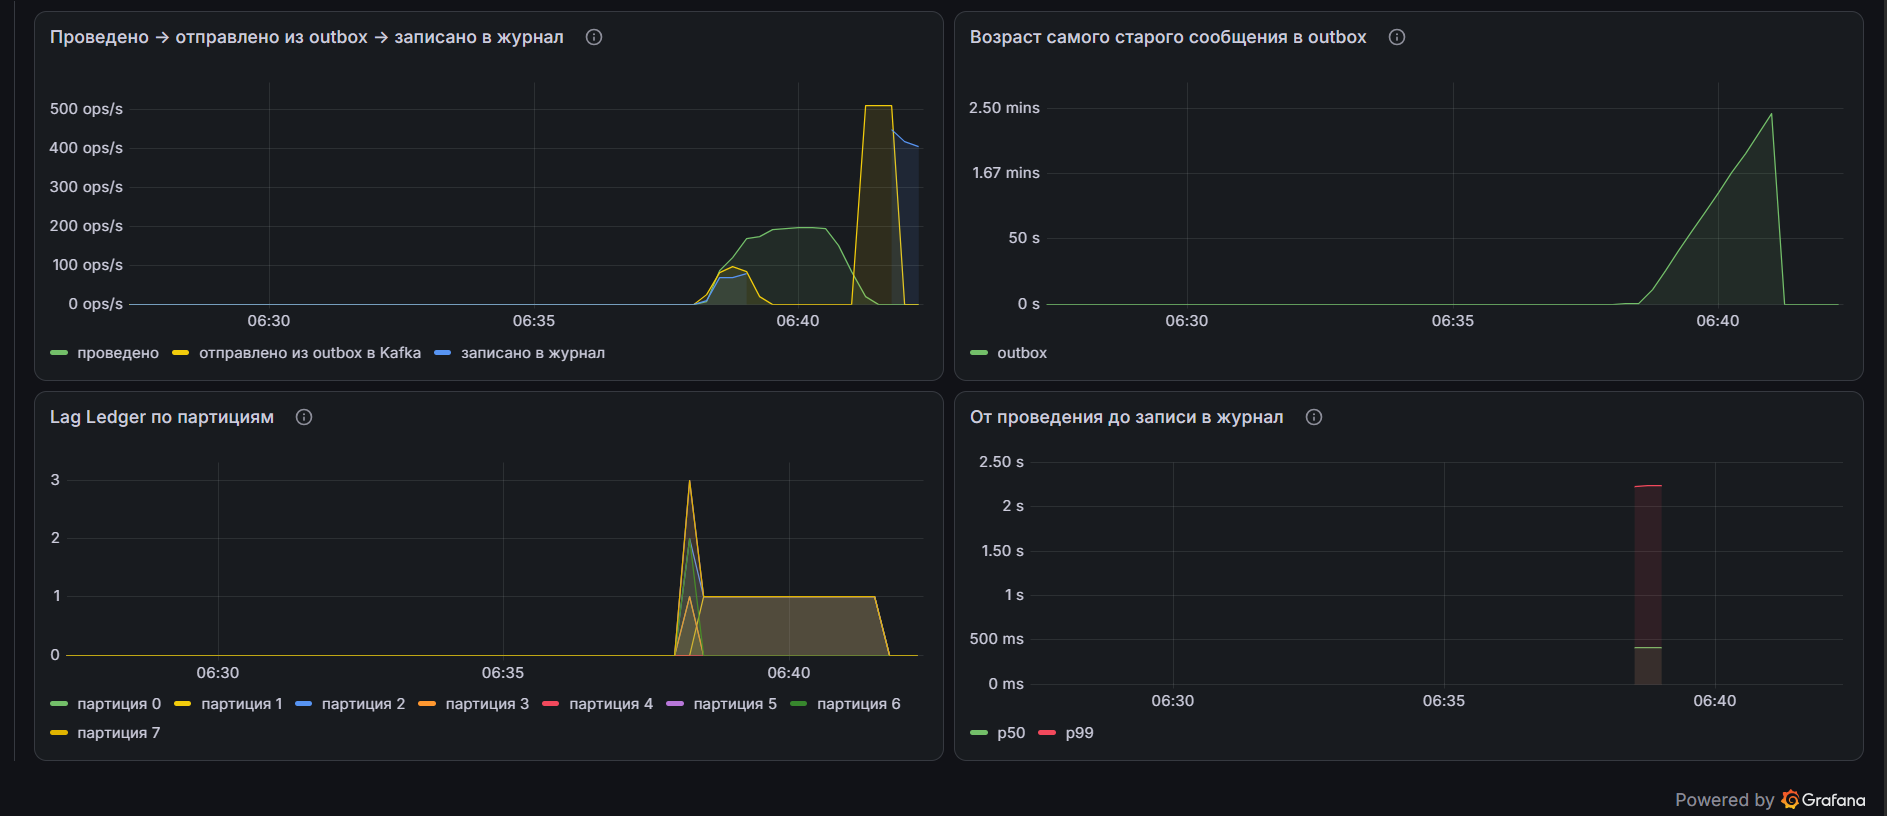 Проведено → отправлено из outbox → записано в журнал
500 ops/s
400 ops/s
300 ops/s
200 ops/s
100 ops/s
0 ops/s
06:30 06:35 06:40
проведено отправлено из outbox в Kafka записано в журнал
Возраст самого старого сообщения в outbox
2.50 mins
1.67 mins
50 s
0 s
06:30 06:35 06:40
outbox
Lag Ledger по партициям
3
2
1
0
06:30 06:35 06:40
партиция 0 партиция 1 партиция 2 партиция 3 партиция 4 партиция 5 партиция 6
партиция 7
От проведения до записи в журнал
2.50 s
2 s
1.50 s
1 s
500 ms
0 ms
06:30 06:35 06:40
p50 p99
Powered by Grafana